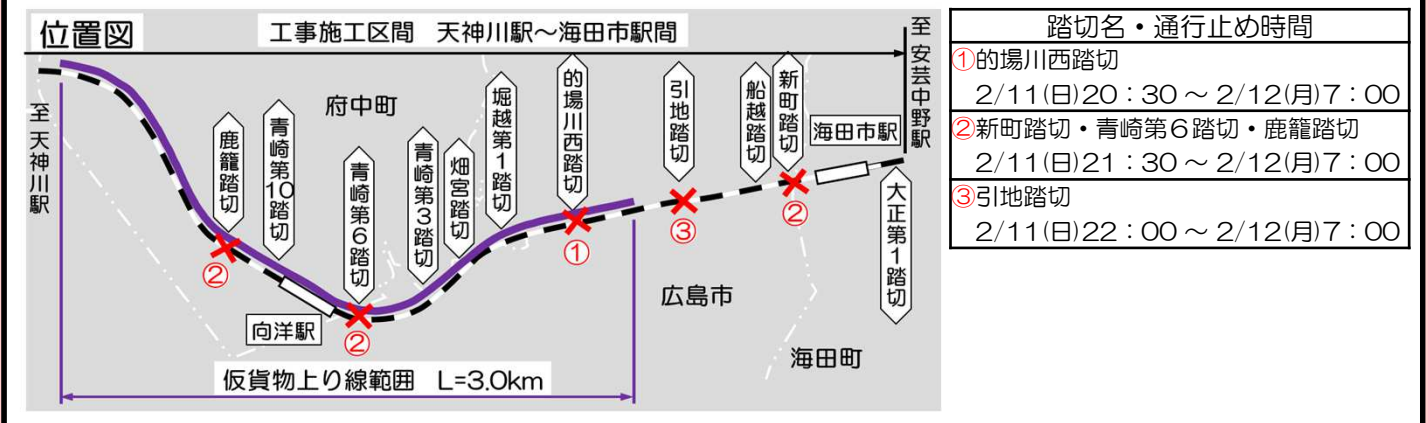 位置図
工事施工区間 天神川駅～海田市駅間
至天神川駅
至安芸中野駅
府中町
鹿籠踏切
青崎第10踏切
青崎第6踏切
青崎第3踏切
畑宮踏切
堀越第1踏切
的場川西踏切
引地踏切
船越踏切
新町踏切
海田市駅
大正第1踏切
②
②
①
③
②
向洋駅
広島市
海田町
仮貨物上り線範囲 L=3.0km
踏切名・通行止め時間
①的場川西踏切
2/11(日)20：30～2/12(月)7：00
②新町踏切・青崎第6踏切・鹿籠踏切
2/11(日)21：30～2/12(月)7：00
③引地踏切
2/11(日)22：00～2/12(月)7：00